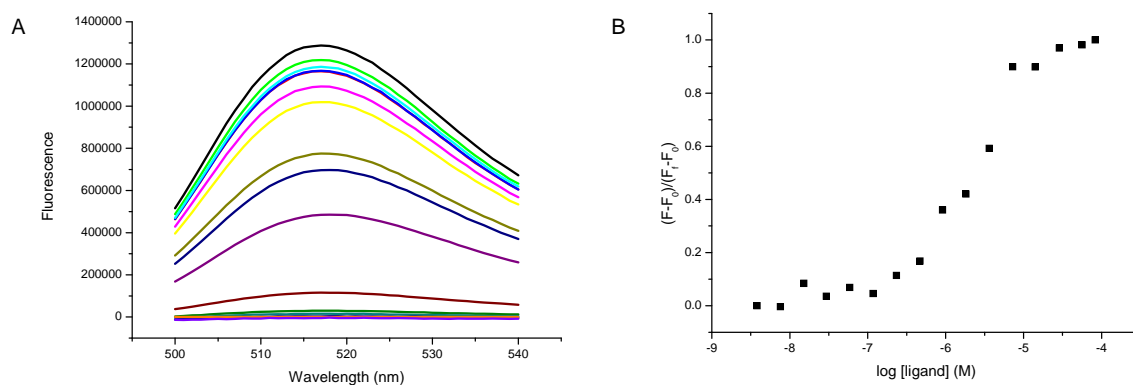 A
1400000
1200000
1000000
800000
600000
400000
200000
0
500 510 520 530 540
Fluorescence
Wavelength (nm)
B
1.0
0.8
0.6
0.4
0.2
0.0
-9 -8 -7 -6 -5 -4
(F-F₀)/(Ff-F₀)
log [ligand] (M)